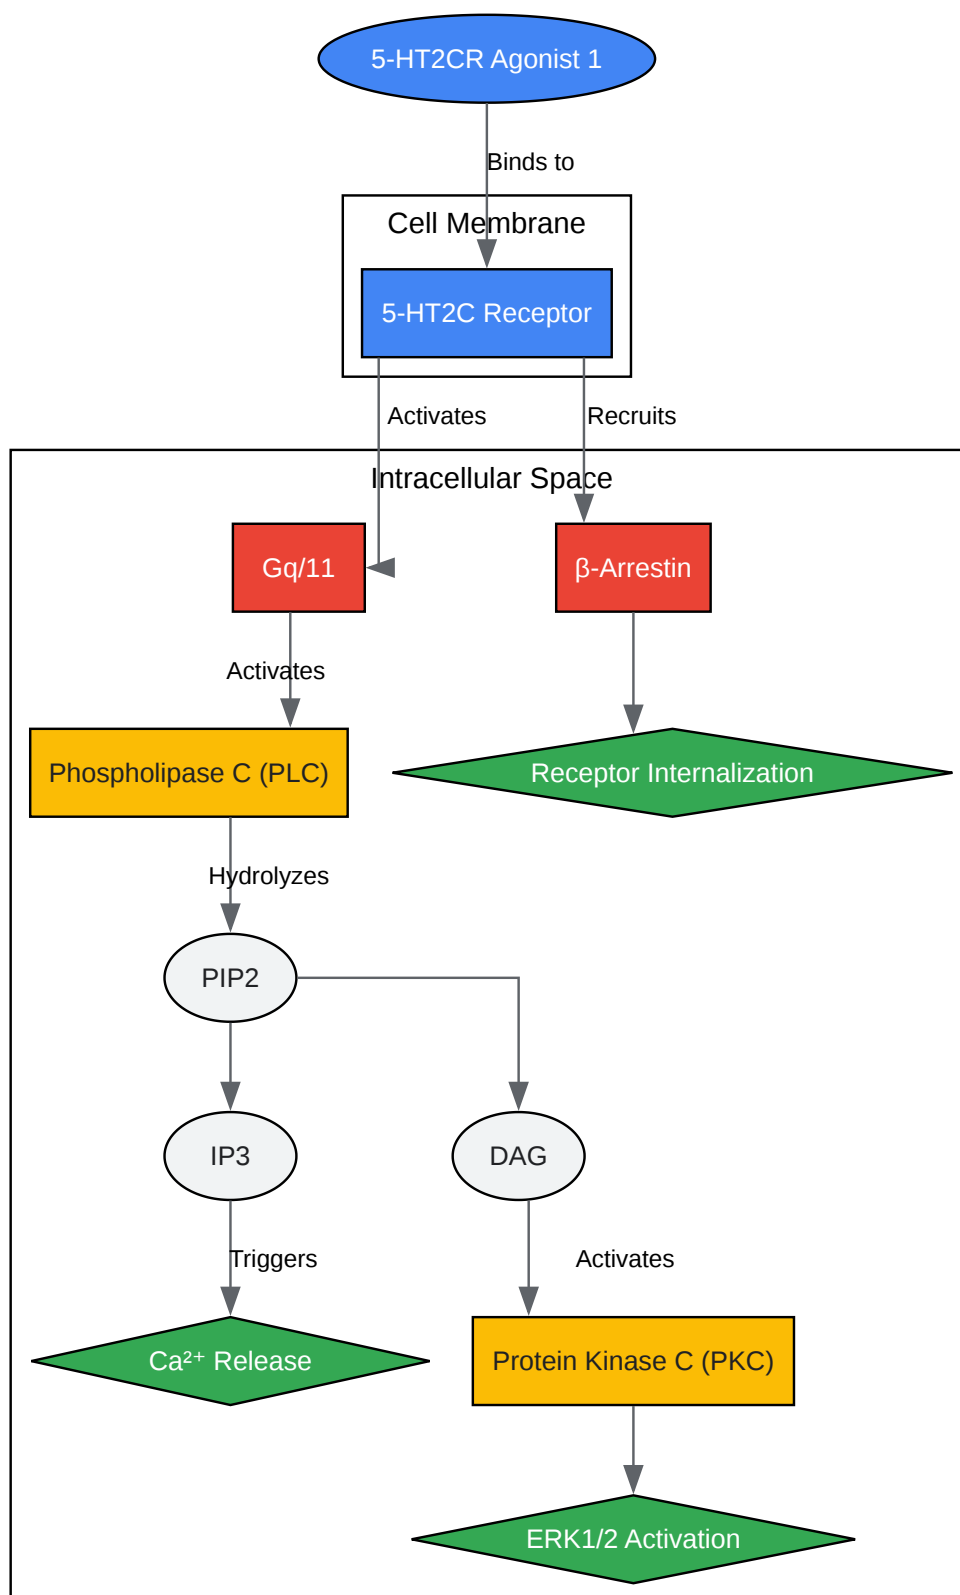 5-HT2CR Agonist 1
Binds to
Cell Membrane
5-HT2C Receptor
Activates
Recruits
Intracellular Space
Gq/11
β-Arrestin
Activates
Phospholipase C (PLC)
Receptor Internalization
Hydrolyzes
PIP2
IP3
DAG
Triggers
Activates
Ca²⁺ Release
Protein Kinase C (PKC)
ERK1/2 Activation